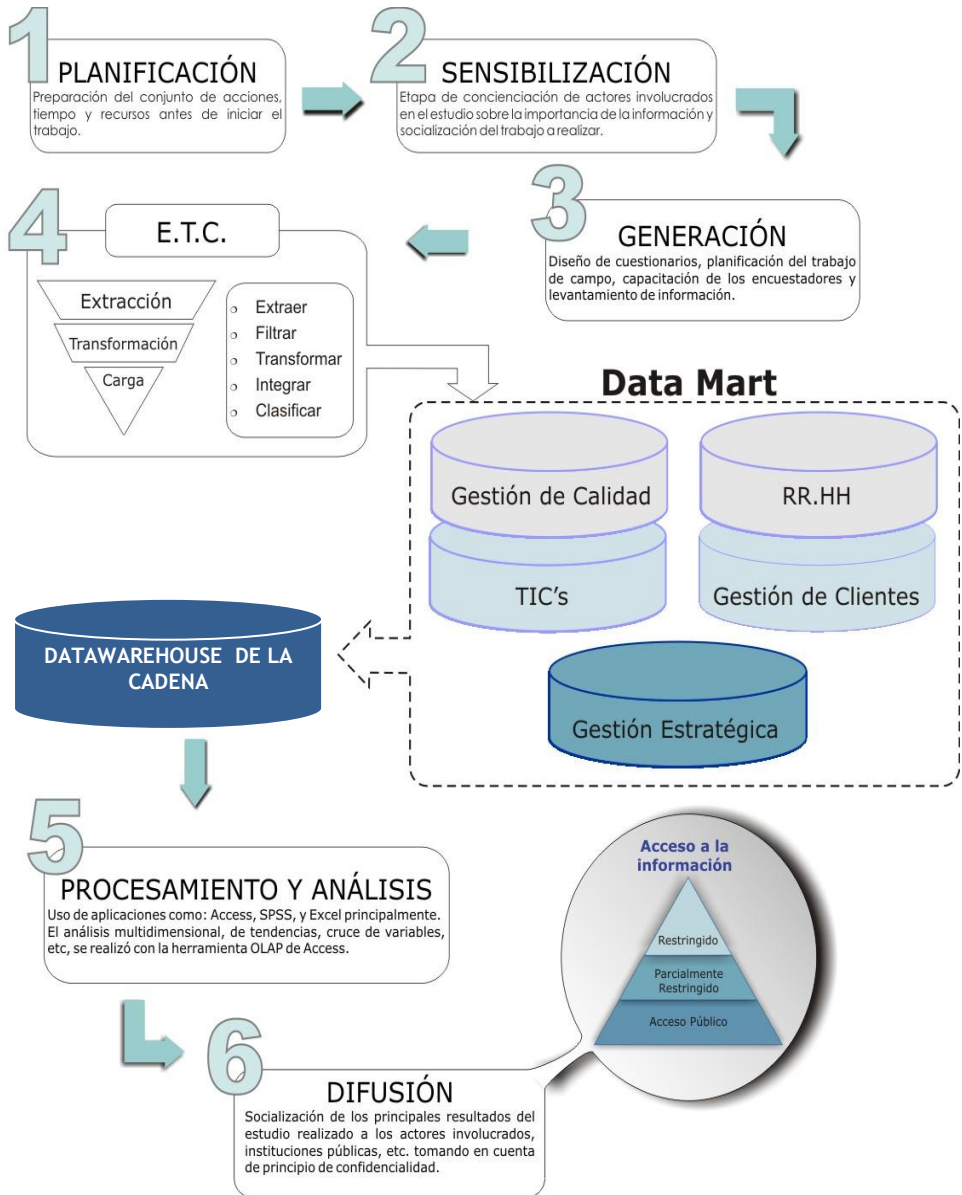 1
PLANIFICACIÓN
Preparación del conjunto de acciones,
tiempo y recursos antes de iniciar el
trabajo.
2
SENSIBILIZACIÓN
Etapa de concienciación de actores involucrados
en el estudio sobre la importancia de la información y
socialización del trabajo a realizar.
3
GENERACIÓN
Diseño de cuestionarios, planificación del trabajo
de campo, capacitación de los encuestadores y
levantamiento de información.
4
E.T.C.
Extracción
Transformación
Carga
Extraer
Filtrar
Transformar
Integrar
Clasificar
Data Mart
Gestión de Calidad
RR.HH
TIC's
Gestión de Clientes
Gestión Estratégica
DATAWAREHOUSE DE LA
CADENA
5
PROCESAMIENTO Y ANÁLISIS
Uso de aplicaciones como: Access, SPSS, y Excel principalmente.
El análisis multidimensional, de tendencias, cruce de variables,
etc, se realizó con la herramienta OLAP de Access.
Acceso a la
información
Restringido
Parcialmente
Restringido
Acceso Público
6
DIFUSIÓN
Socialización de los principales resultados del
estudio realizado a los actores involucrados,
instituciones públicas, etc. tomando en cuenta
de principio de confidencialidad.